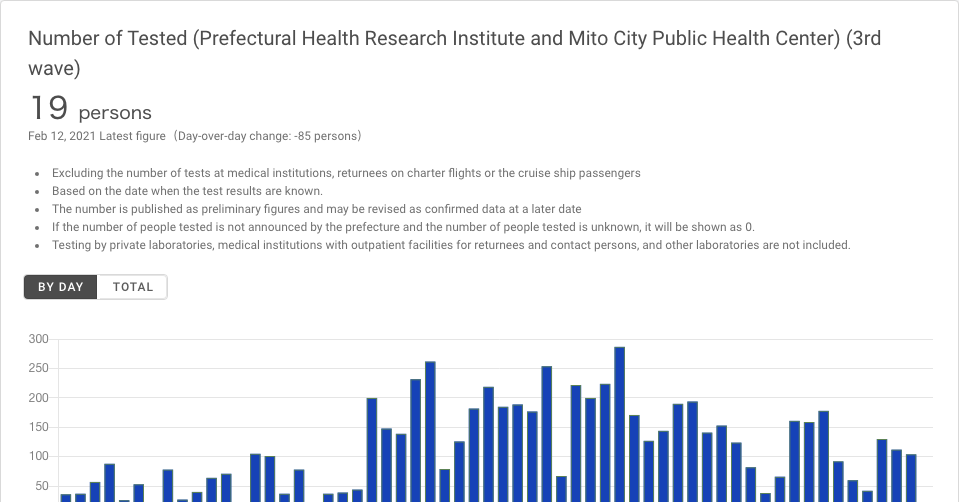 Number of Tested (Prefectural Health Research Institute and Mito City Public Health Center) (3rd
wave)
19 persons
Feb 12, 2021 Latest figure（Day-over-day change: -85 persons）
• Excluding the number of tests at medical institutions, returnees on charter flights or the cruise ship passengers
• Based on the date when the test results are known.
• The number is published as preliminary figures and may be revised as confirmed data at a later date
• If the number of people tested is not announced by the prefecture and the number of people tested is unknown, it will be shown as 0.
• Testing by private laboratories, medical institutions with outpatient facilities for returnees and contact persons, and other laboratories are not included.
BY DAY TOTAL
300
250
200
150
100
50